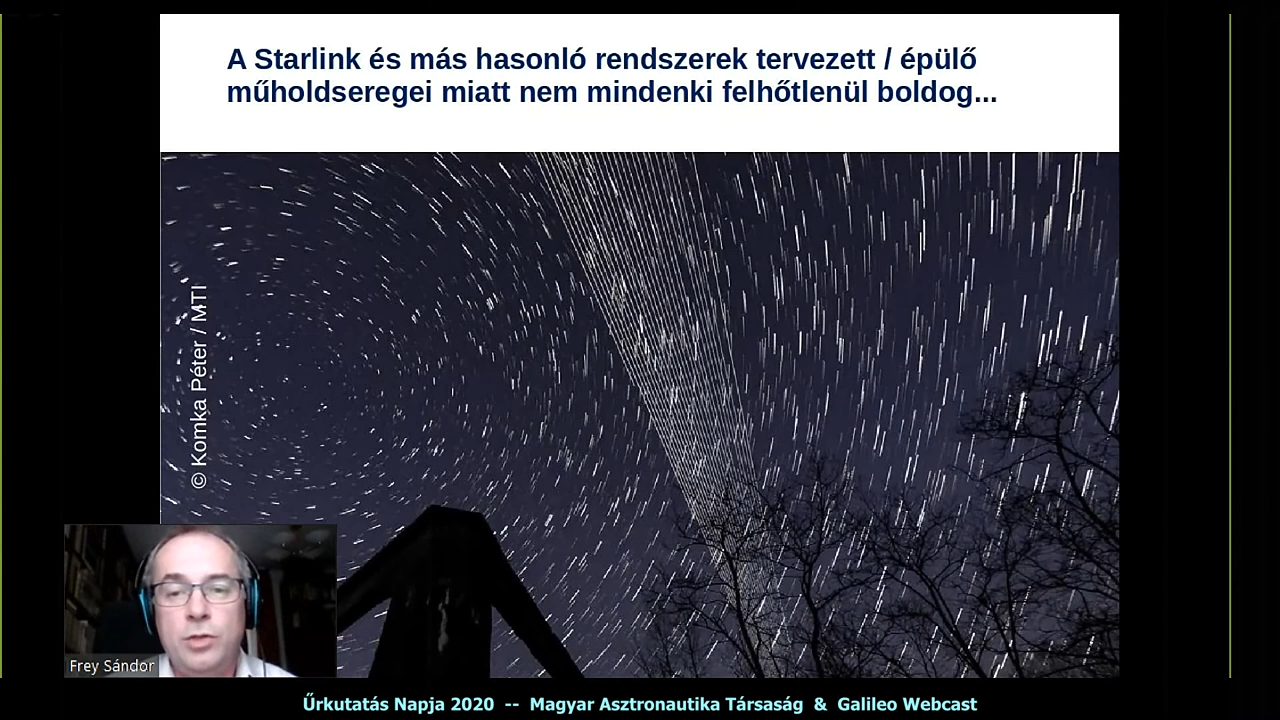 A Starlink és más hasonló rendszerek tervezett / épülő
műholdseregei miatt nem mindenki felhőtlenül boldog...
© Komka Péter / MTI
Frey Sándor
Űrkutatás Napja 2020 -- Magyar Asztronautika Társaság & Galileo Webcast